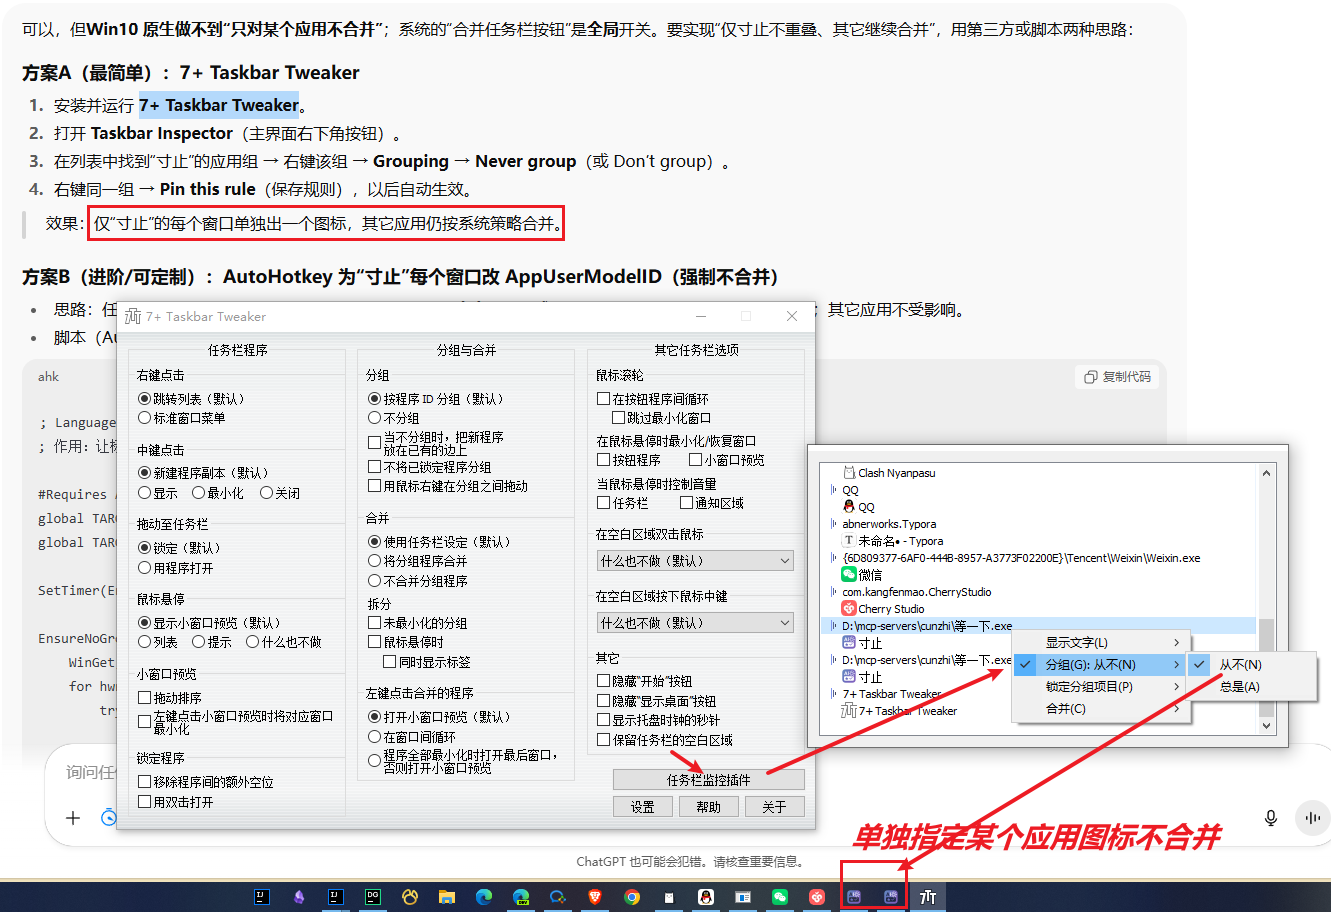 可以，但Win10 原生做不到“只对某个应用不合并”；系统的“合并任务栏按钮”是全局开关。要实现“仅寸止不重叠、其它继续合并”，用第三方或脚本两种思路：
方案A（最简单）：7+ Taskbar Tweaker
1. 安装并运行 7+ Taskbar Tweaker。
2. 打开 Taskbar Inspector（主界面右下角按钮）。
3. 在列表中找到“寸止”的应用组 → 右键该组 → Grouping → Never group（或 Don’t group）。
4. 右键同一组 → Pin this rule（保存规则），以后自动生效。
效果：仅“寸止”的每个窗口单独出一个图标，其它应用仍按系统策略合并。
方案B（进阶/可定制）：AutoHotkey 为“寸止”每个窗口改 AppUserModelID（强制不合并）
• 思路：任
；其它应用不受影响。
• 脚本（Au
ahk
复制代码
; Language
; 作用：让
#Requires
global TARG
global TARG
SetTimer(En
EnsureNoGro
WinGet
for hw
try
询问任
ChatGPT 也可能会犯错。请核查重要信息。
7+ Taskbar Tweaker
任务栏程序
右键点击
跳转列表（默认）
标准窗口菜单
中键点击
新建程序副本（默认）
显示 最小化 关闭
拖动至任务栏
锁定（默认）
用程序打开
鼠标悬停
显示小窗口预览（默认）
列表 提示 什么也不做
小窗口预览
拖动排序
左键点击小窗口预览时将对应窗口
最小化
锁定程序
移除程序间的额外空位
用双击打开
分组与合并
分组
按程序 ID 分组（默认）
不分组
当不分组时，把新程序
放在已有的边上
不将已锁定程序分组
用鼠标右键在分组之间拖动
合并
使用任务栏设定（默认）
将分组程序合并
不合并分组程序
拆分
未最小化的分组
鼠标悬停时
同时显示标签
左键点击合并的程序
打开小窗口预览（默认）
在窗口间循环
程序全部最小化时打开最后窗口，
否则打开小窗口预览
其它任务栏选项
鼠标滚轮
在按钮程序间循环
跳过最小化窗口
在鼠标悬停时最小化/恢复窗口
按钮程序 小窗口预览
当鼠标悬停时控制音量
任务栏 通知区域
在空白区域双击鼠标
什么也不做（默认）
在空白区域按下鼠标中键
什么也不做（默认）
其它
隐藏“开始”按钮
隐藏“显示桌面”按钮
显示托盘时钟的秒针
保留任务栏的空白区域
任务栏监控插件
设置 帮助 关于
Clash Nyanpasu
QQ
QQ
abnerworks.Typora
未命名• - Typora
{6D809377-6AF0-444B-8957-A3773F02200E}\Tencent\Weixin\Weixin.exe
微信
com.kangfenmao.CherryStudio
Cherry Studio
D:\mcp-servers\cunzhi\等一下.exe
寸止
D:\mcp-servers\cunzhi\等一下.exe
寸止
7+ Taskbar Tweaker
7+ Taskbar Tweaker
显示文字(L)
分组(G): 从不(N)
锁定分组项目(P)
合并(C)
从不(N)
总是(A)
单独指定某个应用图标不合并